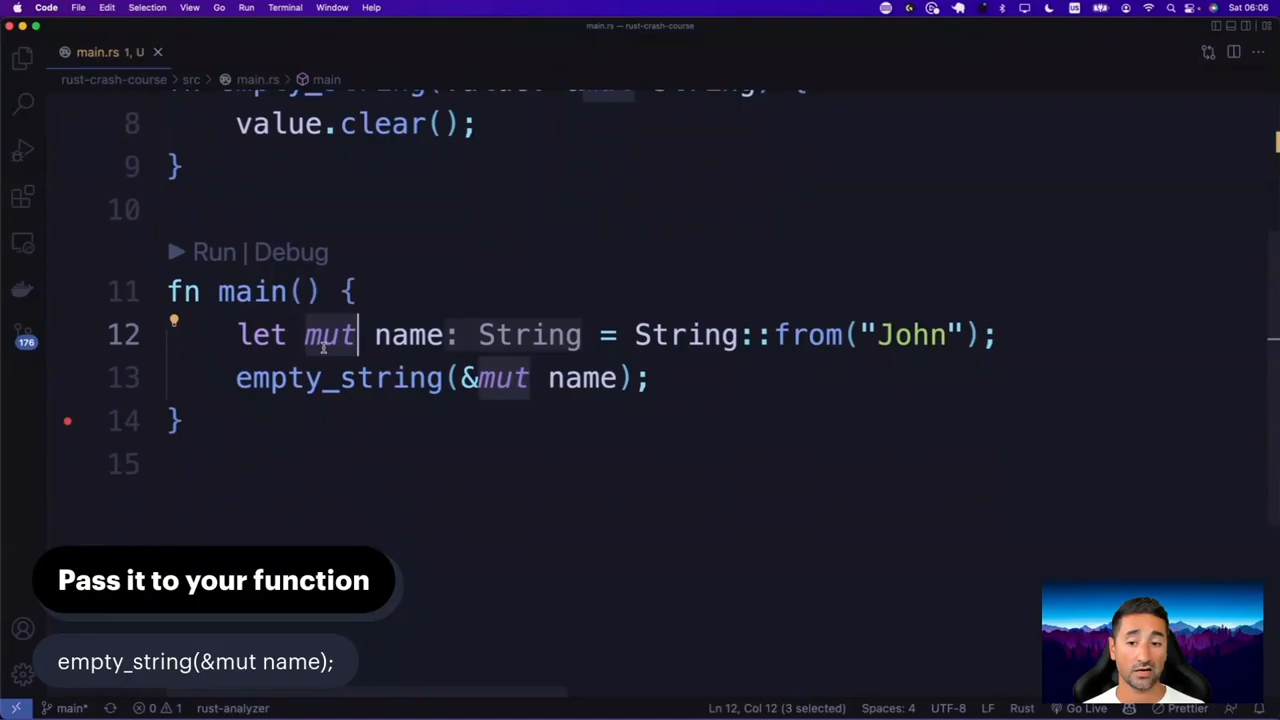 Code File Edit Selection View Go Run Terminal Window Help Sat 06:06
main.rs — rust-crash-course
main.rs 1, U
rust-crash-course > src > main.rs > main
8 value.clear();
9 }
10
Run | Debug
11 fn main() {
12 let mut name: String = String::from("John");
13 empty_string(&mut name);
14 }
15
176
Pass it to your function
empty_string(&mut name);
main* 0 1 rust-analyzer Ln 12, Col 12 (3 selected) Spaces: 4 UTF-8 LF Rust Go Live Prettier